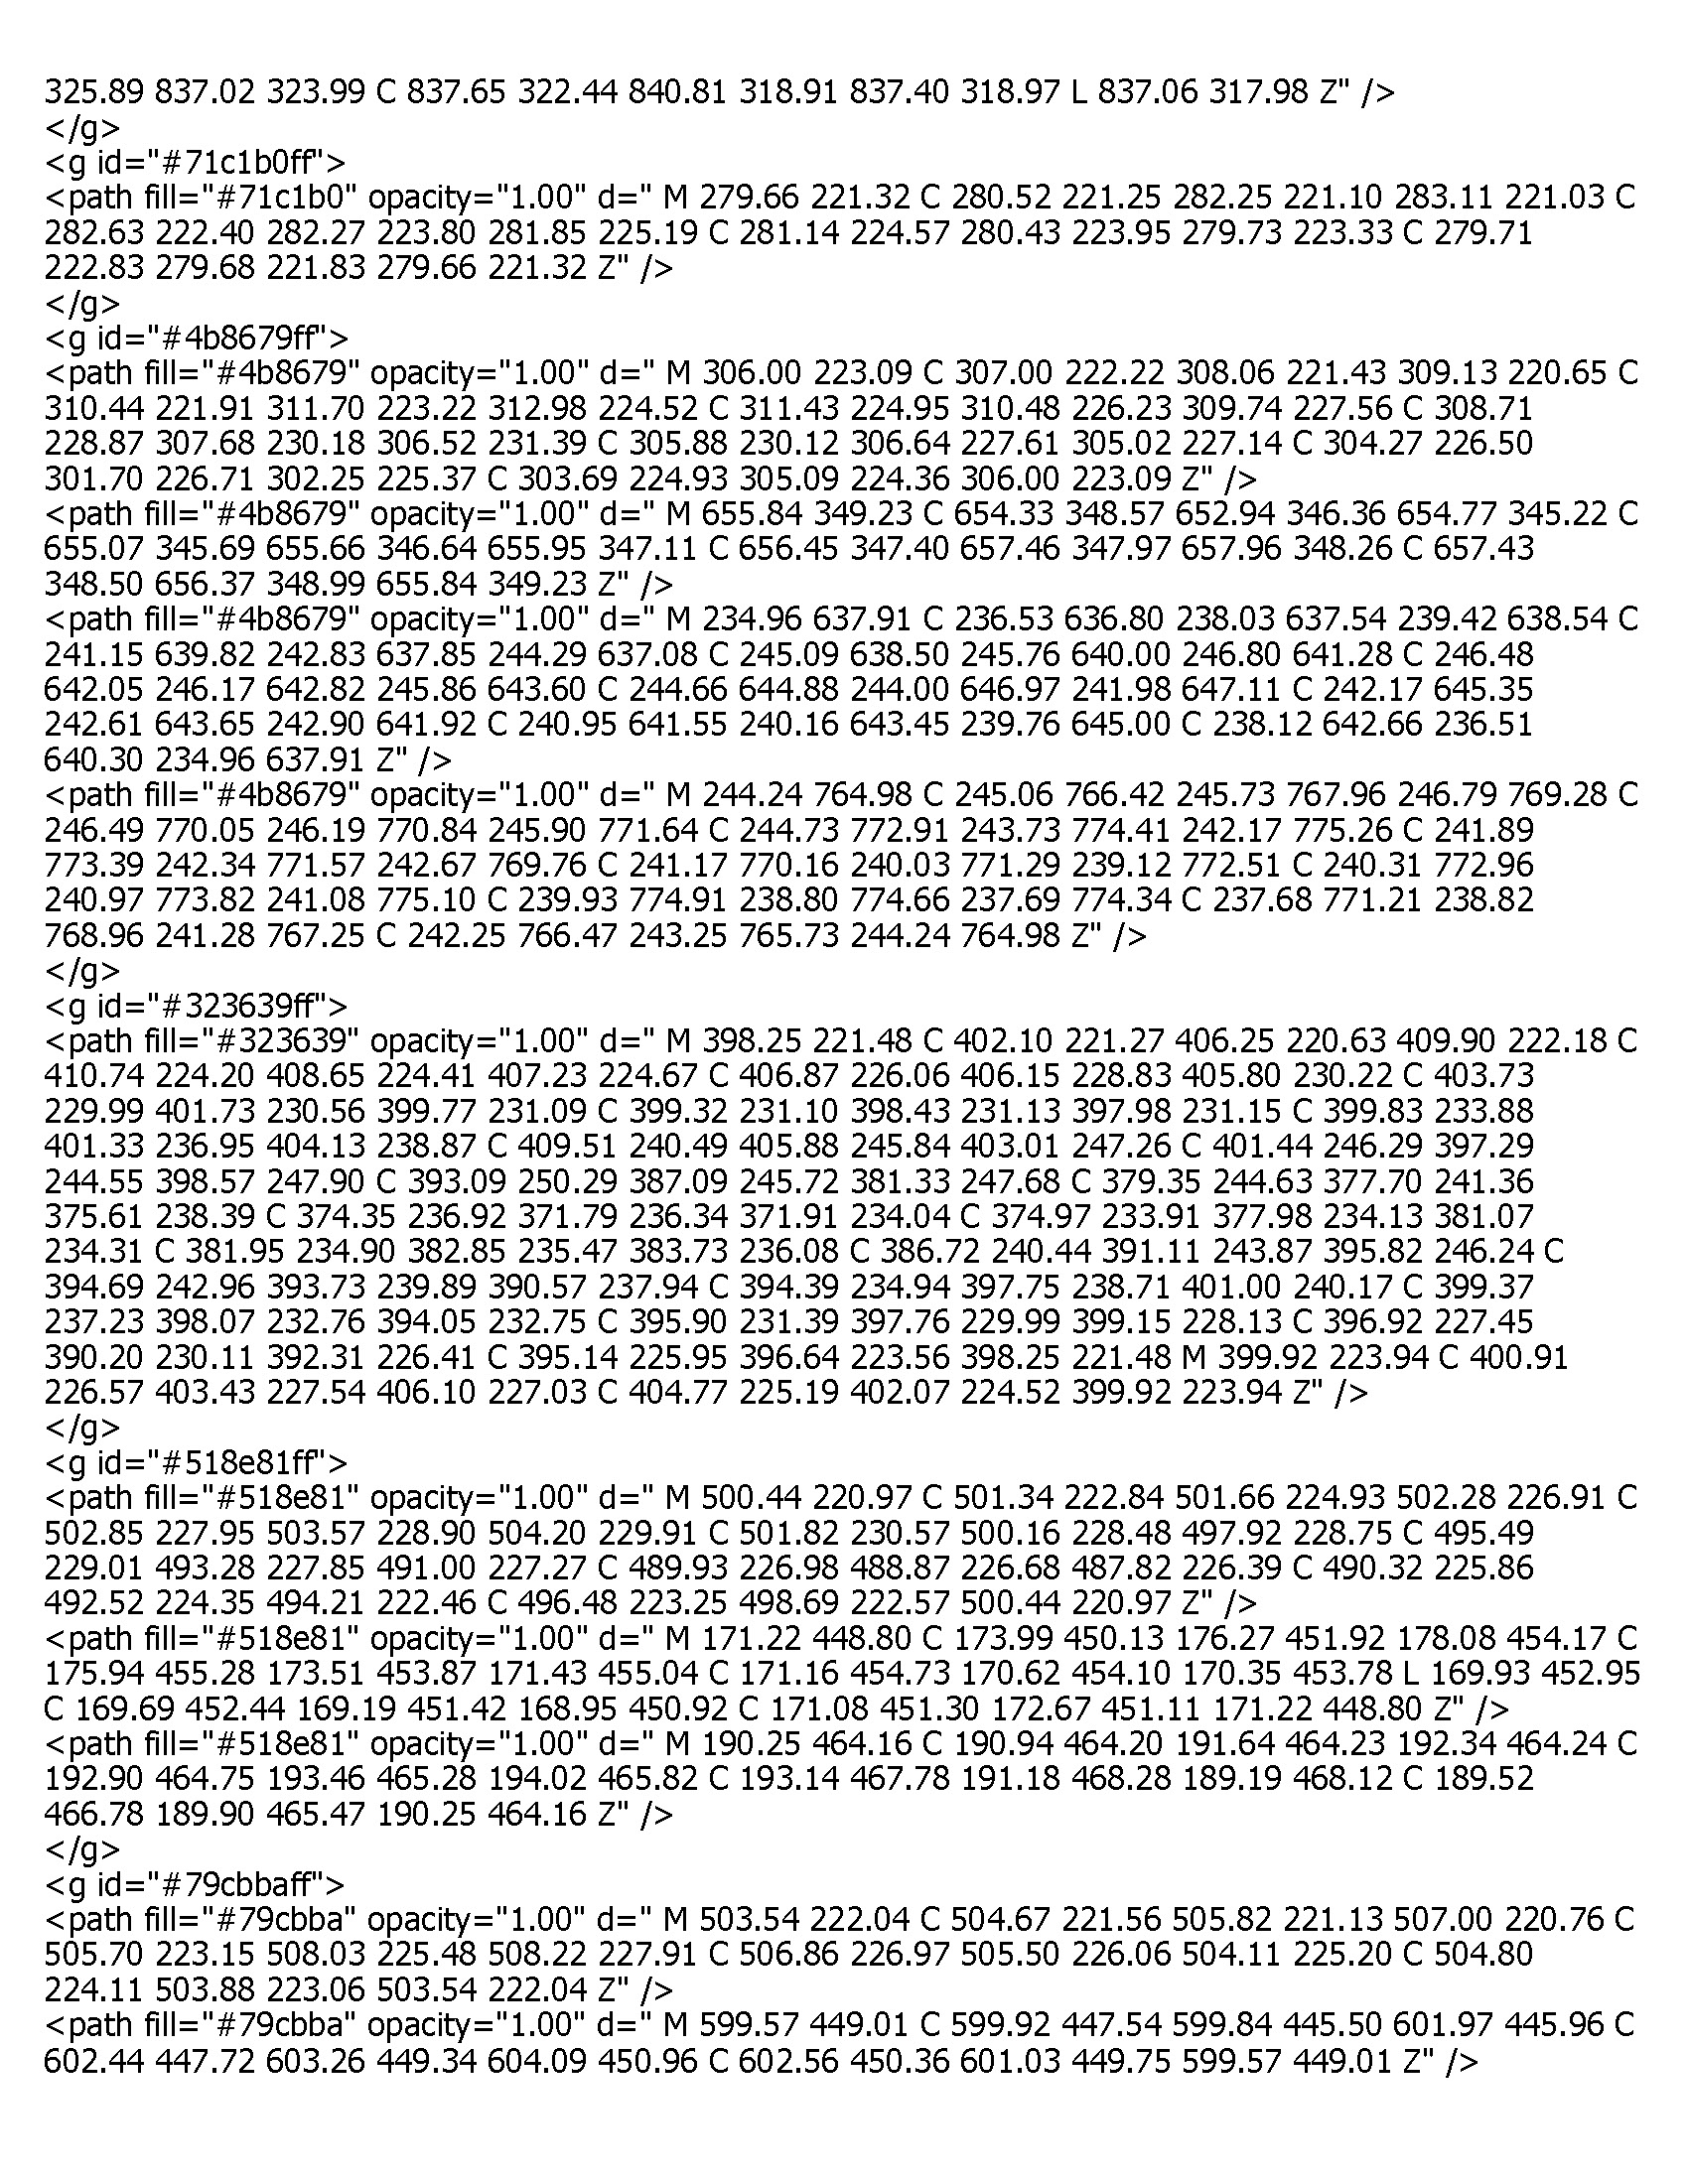 325.89 837.02 323.99 C 837.65 322.44 840.81 318.91 837.40 318.97 L 837.06 317.98 Z" />
</g>
<g id="#71c1b0ff">
<path fill="#71c1b0" opacity="1.00" d=" M 279.66 221.32 C 280.52 221.25 282.25 221.10 283.11 221.03 C
282.63 222.40 282.27 223.80 281.85 225.19 C 281.14 224.57 280.43 223.95 279.73 223.33 C 279.71
222.83 279.68 221.83 279.66 221.32 Z" />
</g>
<g id="#4b8679ff">
<path fill="#4b8679" opacity="1.00" d=" M 306.00 223.09 C 307.00 222.22 308.06 221.43 309.13 220.65 C
310.44 221.91 311.70 223.22 312.98 224.52 C 311.43 224.95 310.48 226.23 309.74 227.56 C 308.71
228.87 307.68 230.18 306.52 231.39 C 305.88 230.12 306.64 227.61 305.02 227.14 C 304.27 226.50
301.70 226.71 302.25 225.37 C 303.69 224.93 305.09 224.36 306.00 223.09 Z" />
<path fill="#4b8679" opacity="1.00" d=" M 655.84 349.23 C 654.33 348.57 652.94 346.36 654.77 345.22 C
655.07 345.69 655.66 346.64 655.95 347.11 C 656.45 347.40 657.46 347.97 657.96 348.26 C 657.43
348.50 656.37 348.99 655.84 349.23 Z" />
<path fill="#4b8679" opacity="1.00" d=" M 234.96 637.91 C 236.53 636.80 238.03 637.54 239.42 638.54 C
241.15 639.82 242.83 637.85 244.29 637.08 C 245.09 638.50 245.76 640.00 246.80 641.28 C 246.48
642.05 246.17 642.82 245.86 643.60 C 244.66 644.88 244.00 646.97 241.98 647.11 C 242.17 645.35
242.61 643.65 242.90 641.92 C 240.95 641.55 240.16 643.45 239.76 645.00 C 238.12 642.66 236.51
640.30 234.96 637.91 Z" />
<path fill="#4b8679" opacity="1.00" d=" M 244.24 764.98 C 245.06 766.42 245.73 767.96 246.79 769.28 C
246.49 770.05 246.19 770.84 245.90 771.64 C 244.73 772.91 243.73 774.41 242.17 775.26 C 241.89
773.39 242.34 771.57 242.67 769.76 C 241.17 770.16 240.03 771.29 239.12 772.51 C 240.31 772.96
240.97 773.82 241.08 775.10 C 239.93 774.91 238.80 774.66 237.69 774.34 C 237.68 771.21 238.82
768.96 241.28 767.25 C 242.25 766.47 243.25 765.73 244.24 764.98 Z" />
</g>
<g id="#323639ff">
<path fill="#323639" opacity="1.00" d=" M 398.25 221.48 C 402.10 221.27 406.25 220.63 409.90 222.18 C
410.74 224.20 408.65 224.41 407.23 224.67 C 406.87 226.06 406.15 228.83 405.80 230.22 C 403.73
229.99 401.73 230.56 399.77 231.09 C 399.32 231.10 398.43 231.13 397.98 231.15 C 399.83 233.88
401.33 236.95 404.13 238.87 C 409.51 240.49 405.88 245.84 403.01 247.26 C 401.44 246.29 397.29
244.55 398.57 247.90 C 393.09 250.29 387.09 245.72 381.33 247.68 C 379.35 244.63 377.70 241.36
375.61 238.39 C 374.35 236.92 371.79 236.34 371.91 234.04 C 374.97 233.91 377.98 234.13 381.07
234.31 C 381.95 234.90 382.85 235.47 383.73 236.08 C 386.72 240.44 391.11 243.87 395.82 246.24 C
394.69 242.96 393.73 239.89 390.57 237.94 C 394.39 234.94 397.75 238.71 401.00 240.17 C 399.37
237.23 398.07 232.76 394.05 232.75 C 395.90 231.39 397.76 229.99 399.15 228.13 C 396.92 227.45
390.20 230.11 392.31 226.41 C 395.14 225.95 396.64 223.56 398.25 221.48 M 399.92 223.94 C 400.91
226.57 403.43 227.54 406.10 227.03 C 404.77 225.19 402.07 224.52 399.92 223.94 Z" />
</g>
<g id="#518e81ff">
<path fill="#518e81" opacity="1.00" d=" M 500.44 220.97 C 501.34 222.84 501.66 224.93 502.28 226.91 C
502.85 227.95 503.57 228.90 504.20 229.91 C 501.82 230.57 500.16 228.48 497.92 228.75 C 495.49
229.01 493.28 227.85 491.00 227.27 C 489.93 226.98 488.87 226.68 487.82 226.39 C 490.32 225.86
492.52 224.35 494.21 222.46 C 496.48 223.25 498.69 222.57 500.44 220.97 Z" />
<path fill="#518e81" opacity="1.00" d=" M 171.22 448.80 C 173.99 450.13 176.27 451.92 178.08 454.17 C
175.94 455.28 173.51 453.87 171.43 455.04 C 171.16 454.73 170.62 454.10 170.35 453.78 L 169.93 452.95
C 169.69 452.44 169.19 451.42 168.95 450.92 C 171.08 451.30 172.67 451.11 171.22 448.80 Z" />
<path fill="#518e81" opacity="1.00" d=" M 190.25 464.16 C 190.94 464.20 191.64 464.23 192.34 464.24 C
192.90 464.75 193.46 465.28 194.02 465.82 C 193.14 467.78 191.18 468.28 189.19 468.12 C 189.52
466.78 189.90 465.47 190.25 464.16 Z" />
</g>
<g id="#79cbbaff">
<path fill="#79cbba" opacity="1.00" d=" M 503.54 222.04 C 504.67 221.56 505.82 221.13 507.00 220.76 C
505.70 223.15 508.03 225.48 508.22 227.91 C 506.86 226.97 505.50 226.06 504.11 225.20 C 504.80
224.11 503.88 223.06 503.54 222.04 Z" />
<path fill="#79cbba" opacity="1.00" d=" M 599.57 449.01 C 599.92 447.54 599.84 445.50 601.97 445.96 C
602.44 447.72 603.26 449.34 604.09 450.96 C 602.56 450.36 601.03 449.75 599.57 449.01 Z" />